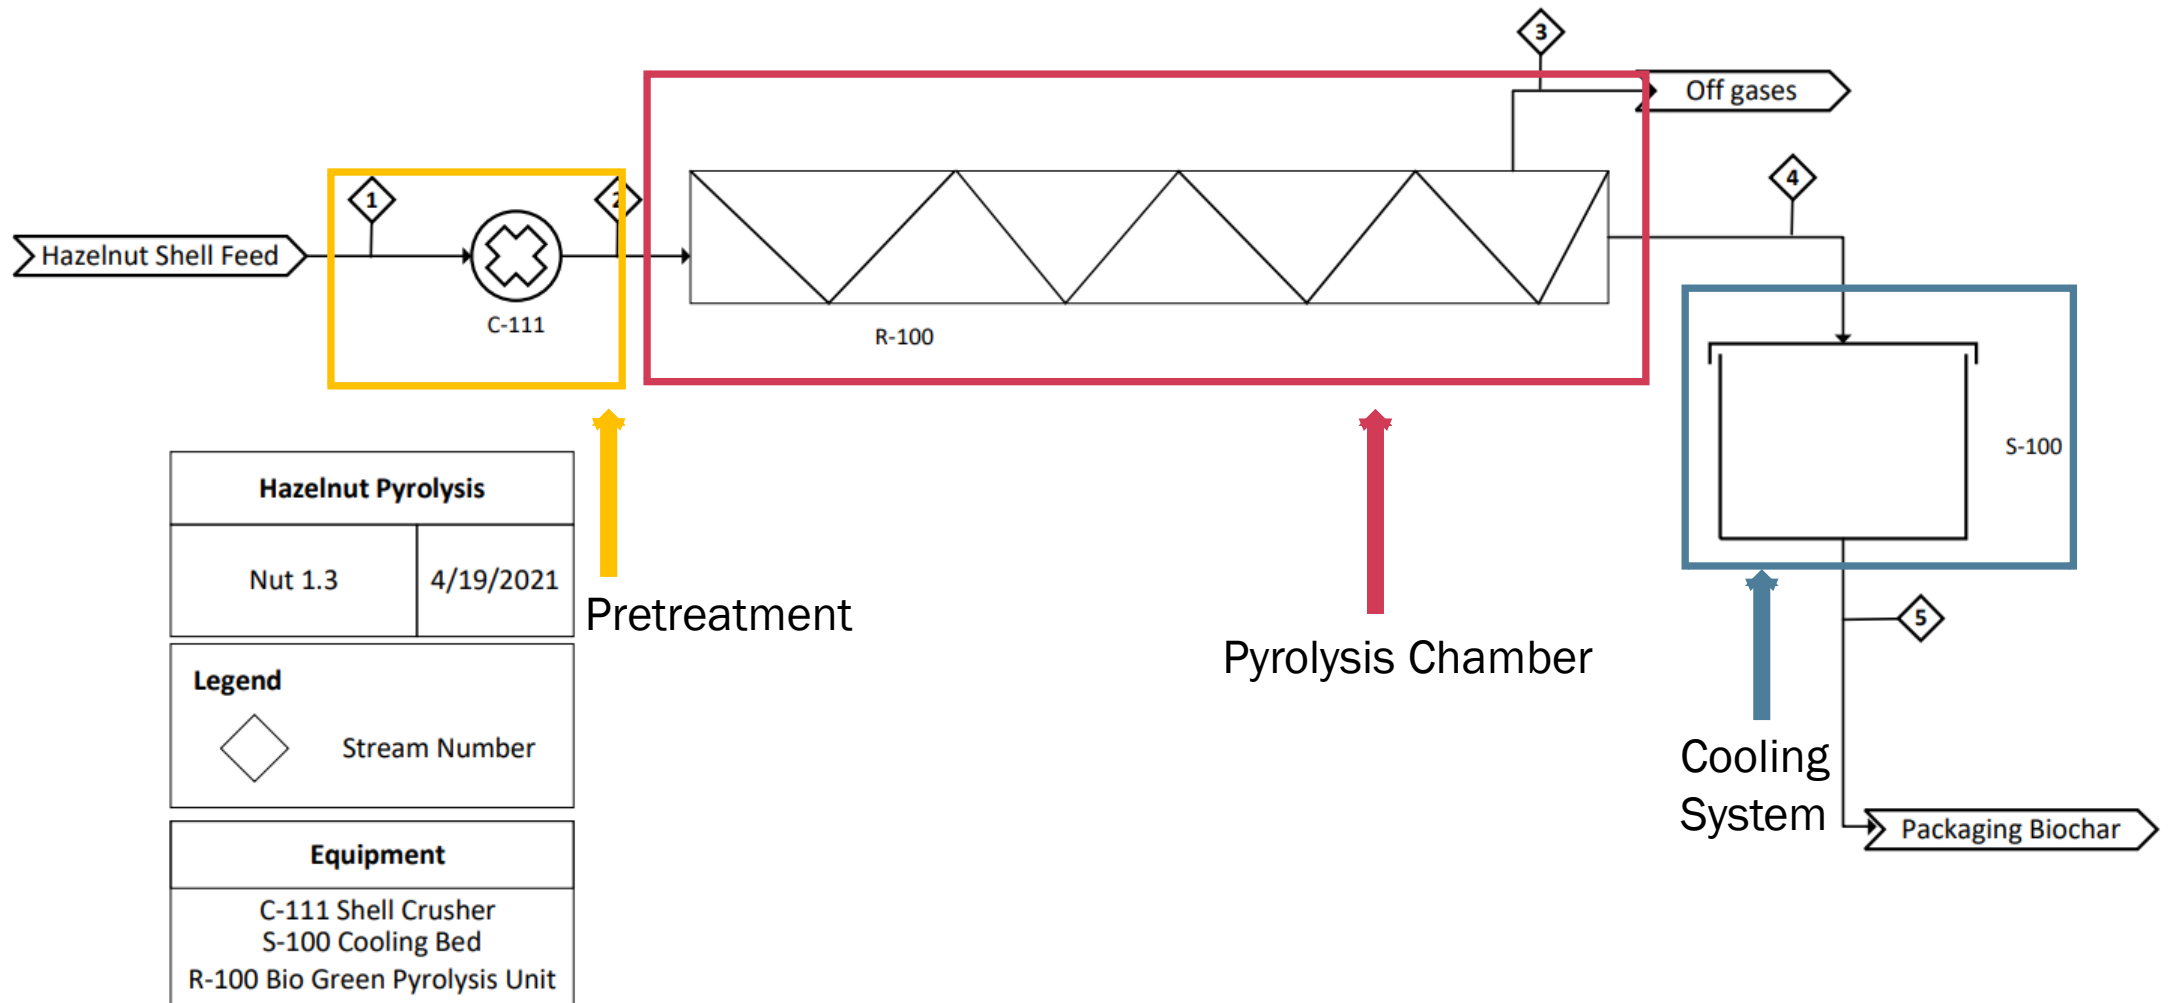 3
Off gases
4
1
2
Hazelnut Shell Feed
C-111
R-100
S-100
Hazelnut Pyrolysis
Nut 1.3
4/19/2021
Pretreatment
5
Pyrolysis Chamber
Legend
Stream Number
Cooling
System
Packaging Biochar
Equipment
C-111 Shell Crusher
S-100 Cooling Bed
R-100 Bio Green Pyrolysis Unit